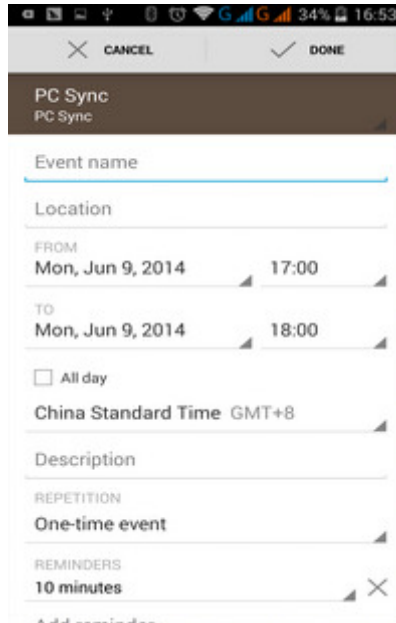 G G 34% 16:53
CANCEL DONE
PC Sync
PC Sync
Event name
Location
FROM
Mon, Jun 9, 2014 17:00
TO
Mon, Jun 9, 2014 18:00
All day
China Standard Time GMT+8
Description
REPETITION
One-time event
REMINDERS
10 minutes
Add reminder